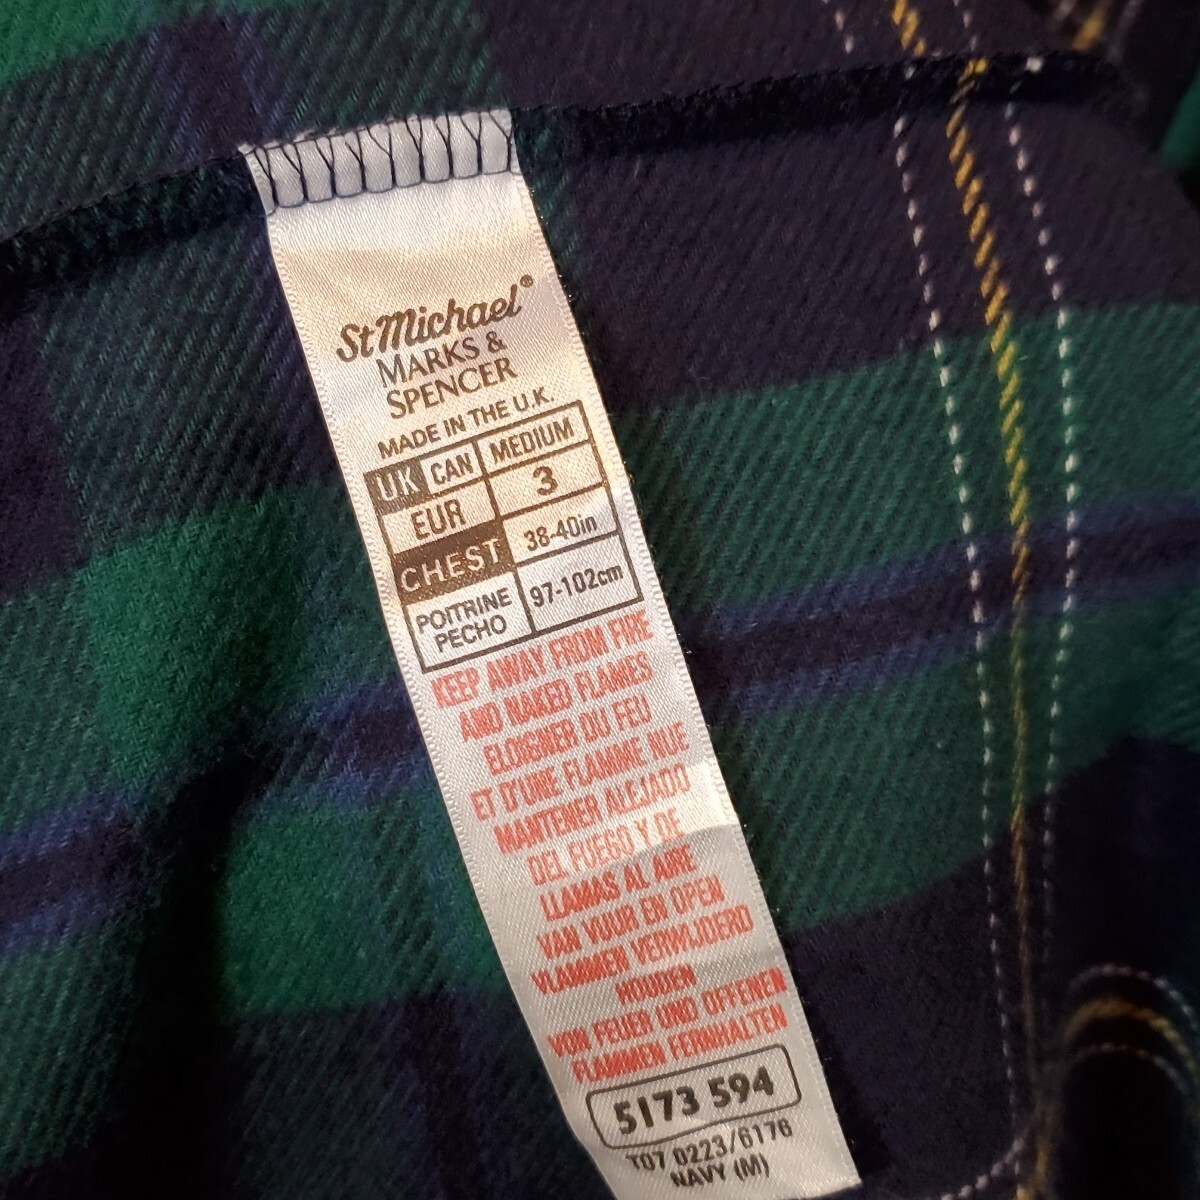 St Michael®
MARKS &
SPENCER
MADE IN THE U.K.
UK CAN MEDIUM
EUR 3
CHEST 38-40in
POITRINE
PECHO 97-102cm
KEEP AWAY FROM FIRE
AND NAKED FLAMES
ELOIGNER DU FEU
ET D'UNE FLAMME NUE
MANTENER ALEJADO
DEL FUEGO Y DE
LLAMAS AL AIRE
VAN VUUR EN OPEN
VLAMMEN VERWIJDERD
HOUDEN
VON FEUER UND OFFENEN
FLAMMEN FERNHALTEN
5173 594
T07 0223/6176
NAVY (M)